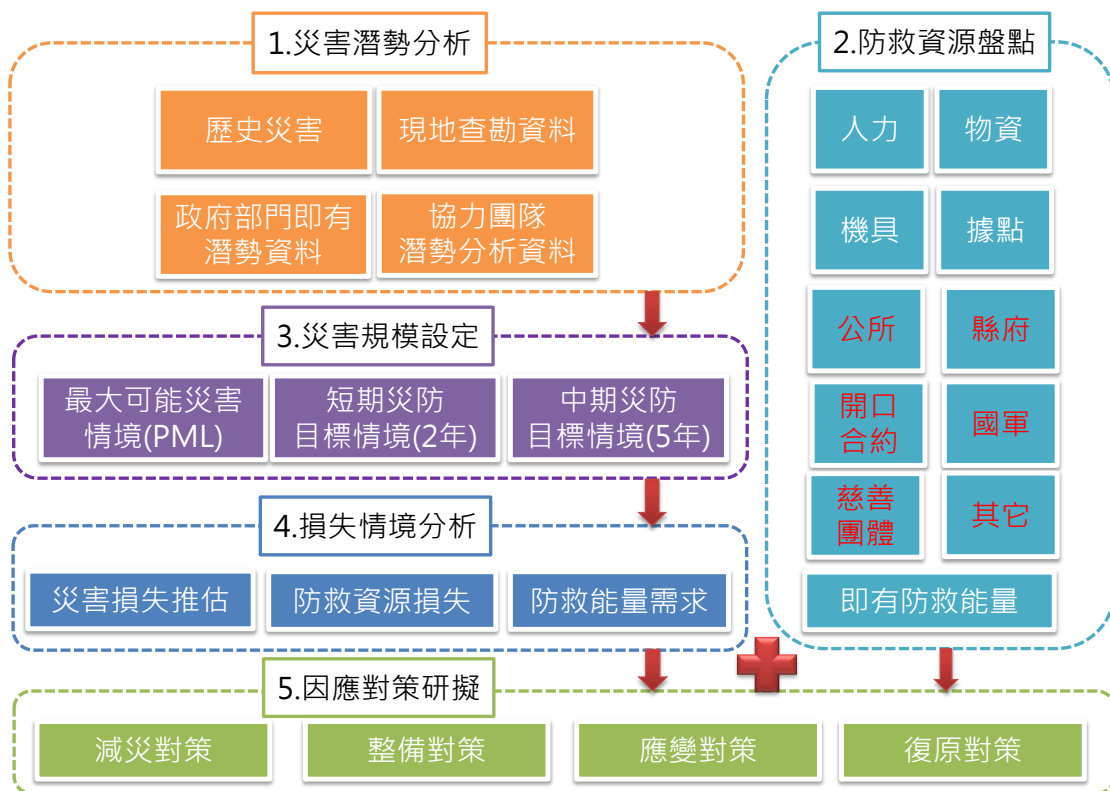 1.災害潛勢分析
歷史災害
現地查勘資料
政府部門即有
潛勢資料
協力團隊
潛勢分析資料
2.防救資源盤點
人力
物資
機具
據點
公所
縣府
開口
合約
國軍
慈善
團體
其它
即有防救能量
3.災害規模設定
最大可能災害
情境(PML)
短期災防
目標情境(2年)
中期災防
目標情境(5年)
4.損失情境分析
災害損失推估
防救資源損失
防救能量需求
5.因應對策研擬
減災對策
整備對策
應變對策
復原對策